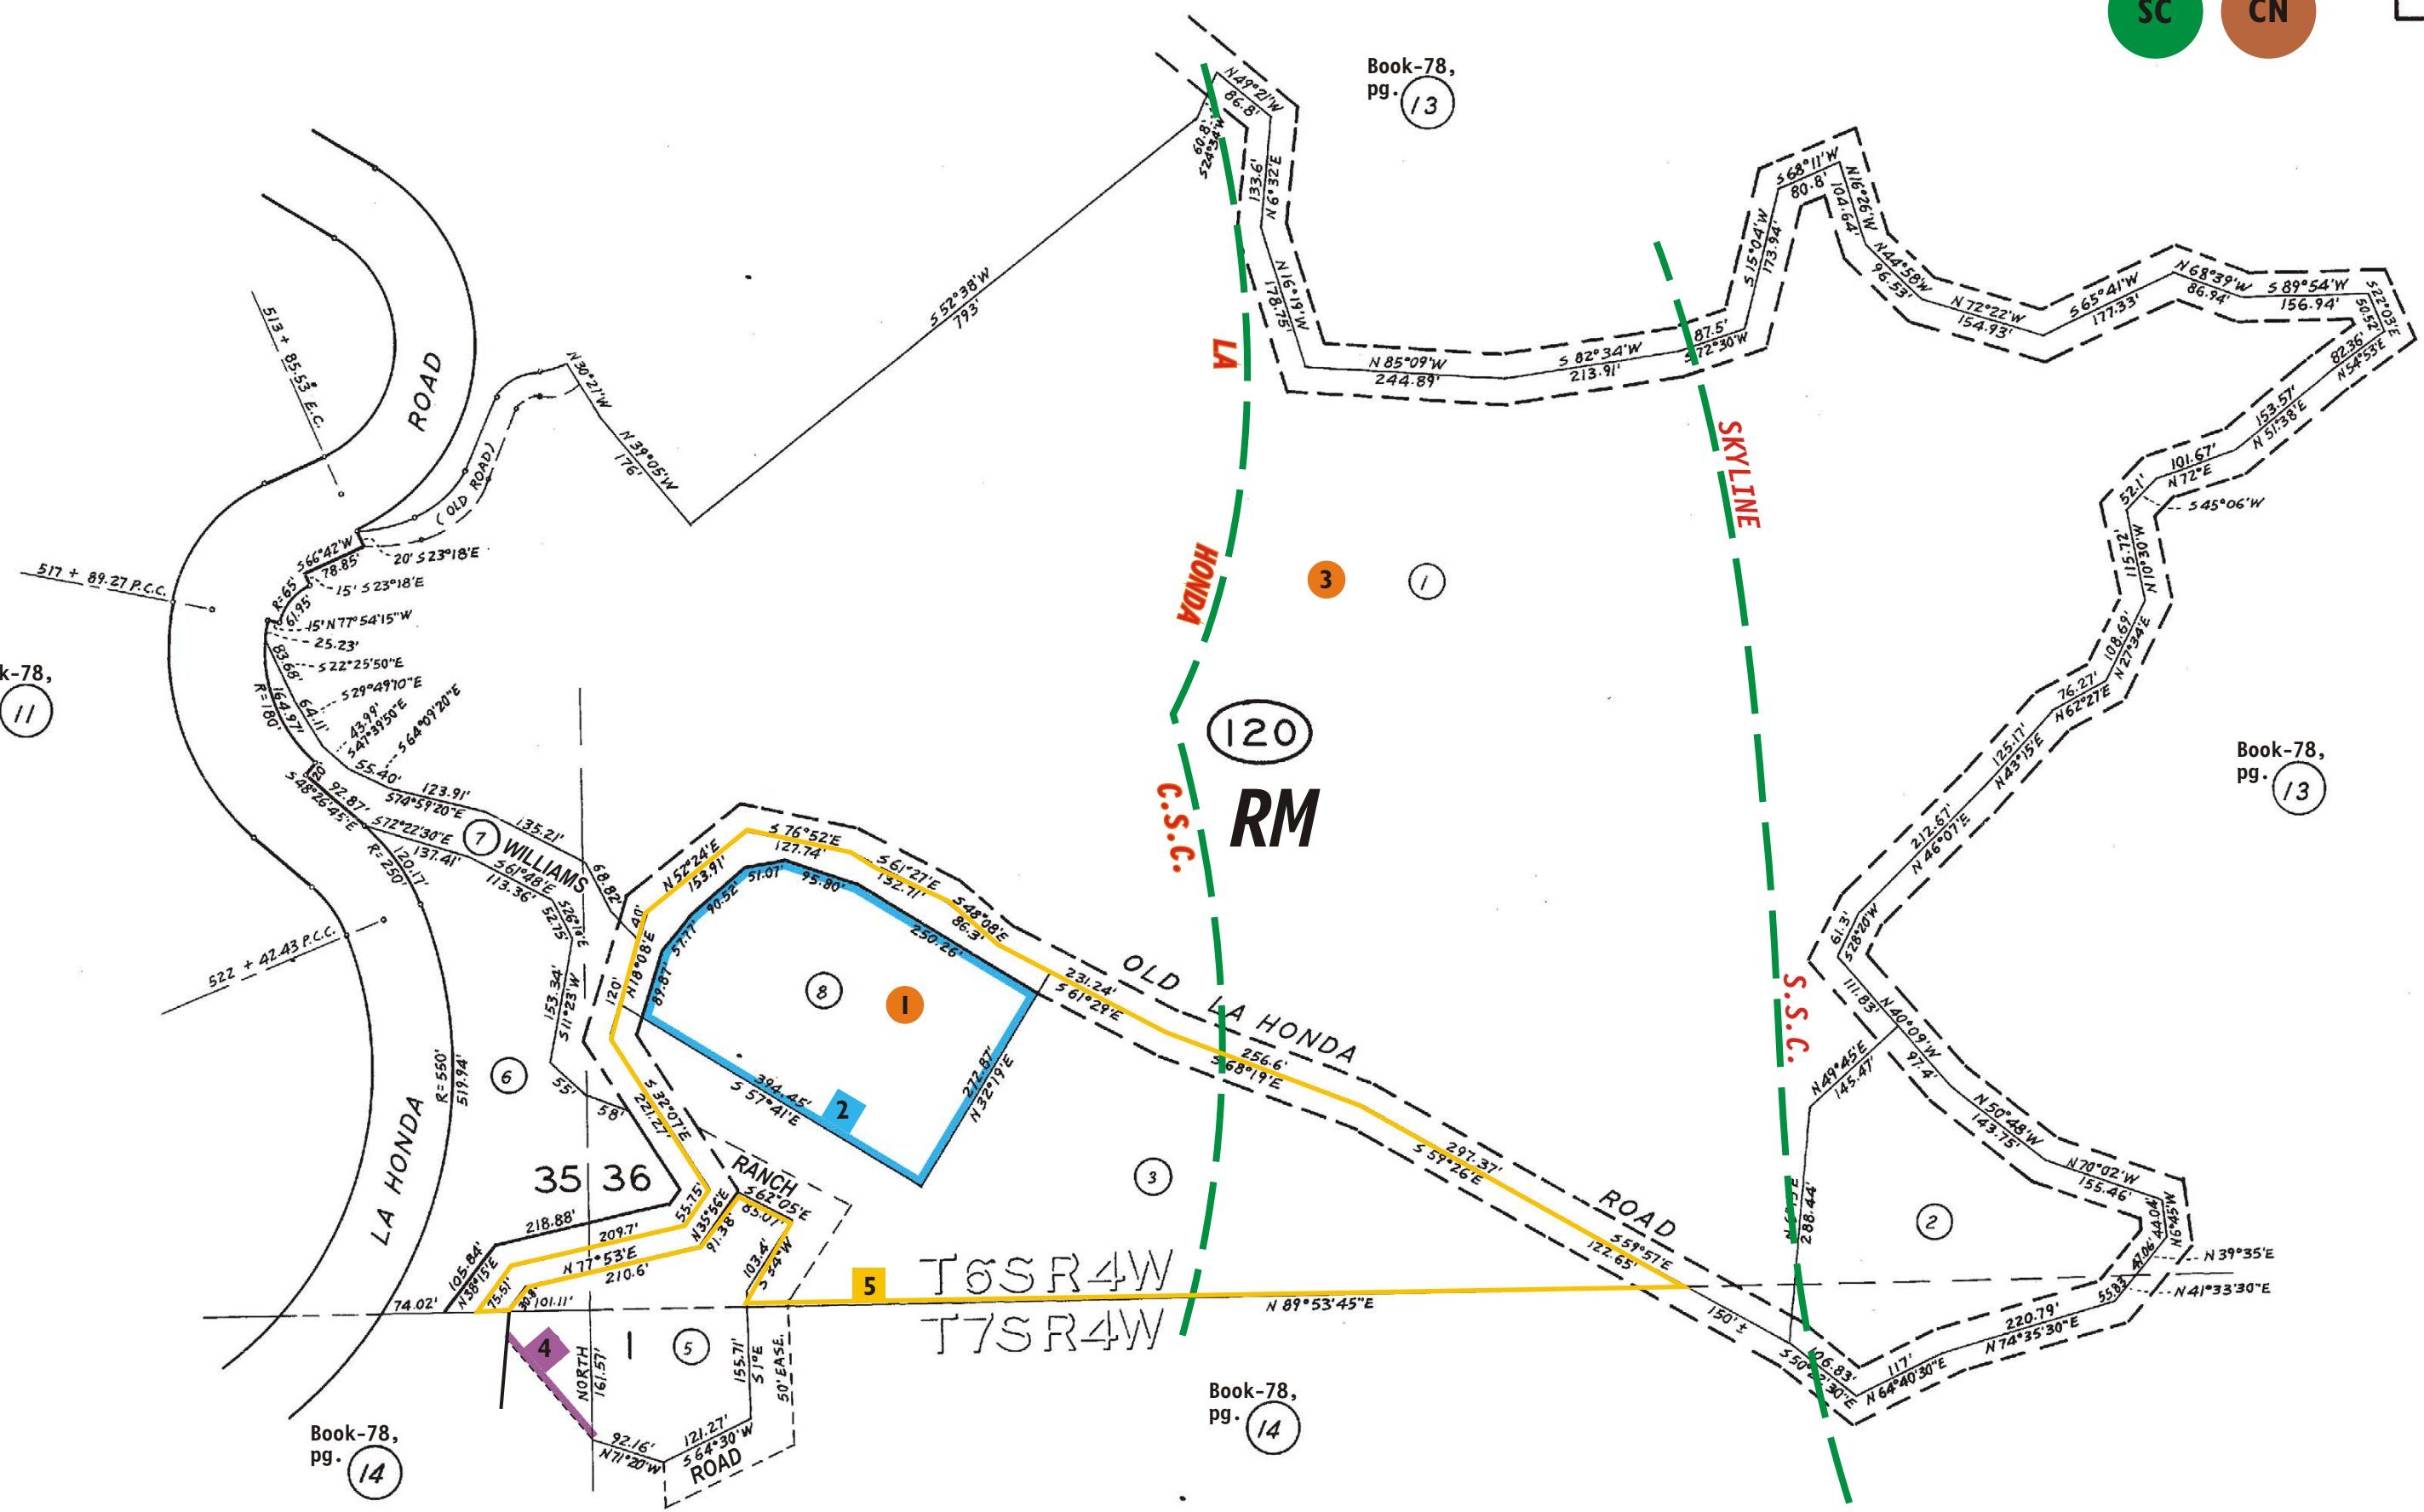 SC
CN
Book-78,
pg. 13
N49°21'W
86.8'
60.8'
S24°34'W
133.6'
N6°32'E
N16°19'W
178.75'
N85°09'W
244.89'
S82°34'W
213.91'
87.5'
S72°30'W
S15°04'W
173.94'
S68°11'W
80.8'
N16°26'W
104.64'
N44°58'W
96.53'
N72°22'W
154.93'
S65°41'W
177.33'
N68°39'W
86.94'
S89°54'W
156.94'
S22°03'E
50.52'
82.36'
N54°53'E
153.57'
N51°38'E
101.67'
N72°E
52.1'
S45°06'W
N10°30'W
115.72'
108.69'
N27°34'E
76.27'
N62°27'E
125.17'
N43°15'E
212.67'
N46°07'E
61.3'
S28°20'W
111.83'
N40°09'W
97.4'
N49°45'E
145.47'
N50°48'W
143.75'
N70°02'W
155.46'
44.04'
N6°45'W
47.06'
N39°35'E
55.83'
N41°33'30"E
220.79'
N74°35'30"E
117'
N64°40'30"E
106.83'
150'±
288.44'
2
Book-78,
pg. 13
S52°38'W
793'
N30°21'W
N39°05'W
176'
ROAD
(OLD ROAD)
513 + 85.53 E.C.
517 + 89.27 P.C.C.
522 + 42.43 P.C.C.
S66°42'W
78.85'
20' S23°18'E
15' S23°18'E
R=65'
61.95'
15' N77°54'15"W
25.23'
83.68'
S22°25'50"E
S29°49'10"E
64.11'
164.97'
R=180'
43.99'
S47°39'50"E
S64°09'20"E
55.40'
20'
S48°26'45"E
92.87'
123.91'
S74°59'20"E
S72°22'30"E
137.41'
135.21'
7
WILLIAMS
S61°48'E
113.36'
68.82'
R=250'
120.17'
52.75'
153.34'
S11°23'W
55'
58'
k-78,
11
6
R=550'
519.94'
LA HONDA
35 36
LA
HONDA
C.S.C.
SKYLINE
S.S.C.
3
1
120
RM
N52°24'E
153.91'
S76°52'E
127.74'
S61°27'E
132.71'
S48°08'E
86.3'
40'
120'
N18°08'E
89.87'
57.77'
90.52'
51.07'
95.80'
250.26'
8
1
394.45'
S57°41'E
2
272.87'
N32°19'E
231.24'
S61°29'E
256.6'
S68°19'E
297.37'
S59°26'E
S59°57'E
122.65'
OLD LA HONDA
ROAD
3
S32°07'E
221.27'
RANCH
S62°05'E
85.07'
55.75'
N35°56'E
91.38'
103.4'
218.88'
209.7'
N77°53'E
210.6'
105.84'
N38°15'E
75.51'
30.8'
74.02'
101.11'
5
T6S R4W
T7S R4W
N89°53'45"E
4
NORTH
161.57'
1
5
155.71'
S1°E
50' EASE.
92.16'
N71°20'W
121.27'
S64°30'W
ROAD
Book-78,
pg. 14
Book-78,
pg. 14